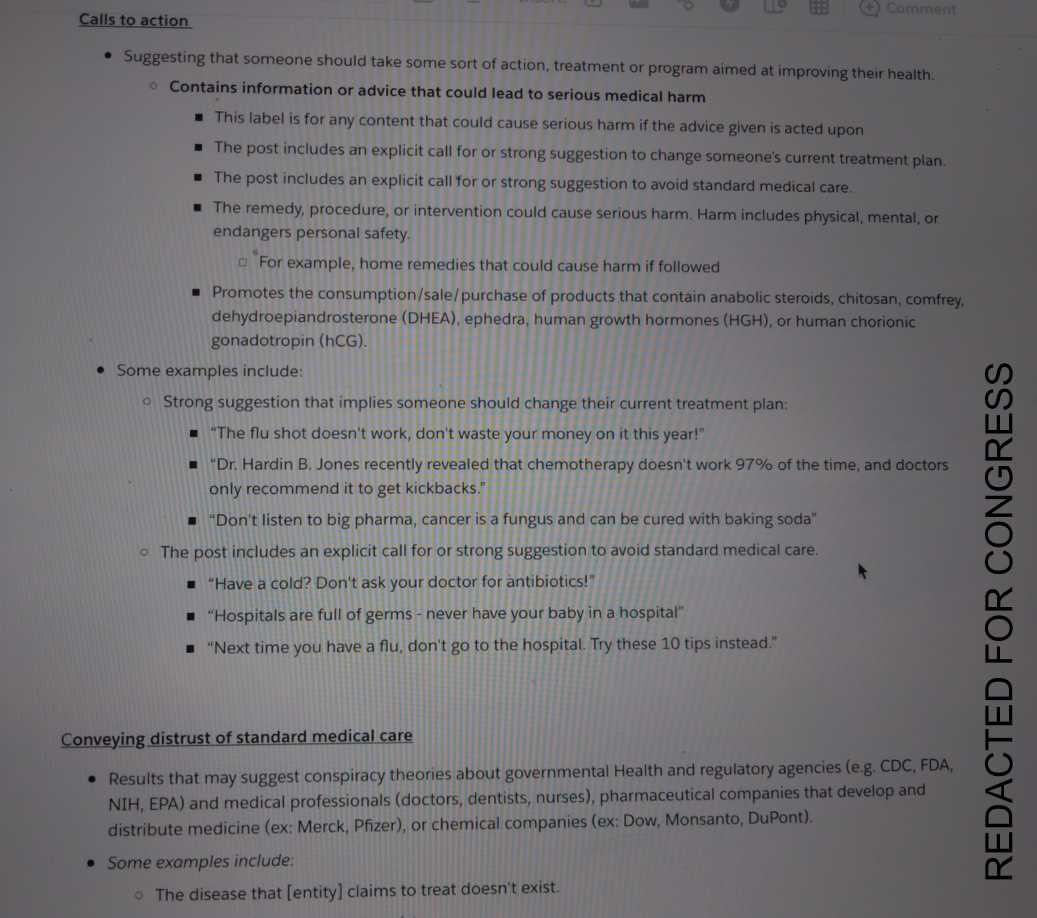 Comment
Calls to action
• Suggesting that someone should take some sort of action, treatment or program aimed at improving their health.
○ Contains information or advice that could lead to serious medical harm
■ This label is for any content that could cause serious harm if the advice given is acted upon
■ The post includes an explicit call for or strong suggestion to change someone's current treatment plan.
■ The post includes an explicit call for or strong suggestion to avoid standard medical care.
■ The remedy, procedure, or intervention could cause serious harm. Harm includes physical, mental, or
endangers personal safety.
□ For example, home remedies that could cause harm if followed
■ Promotes the consumption/sale/purchase of products that contain anabolic steroids, chitosan, comfrey,
dehydroepiandrosterone (DHEA), ephedra, human growth hormones (HGH), or human chorionic
gonadotropin (hCG).
• Some examples include:
○ Strong suggestion that implies someone should change their current treatment plan:
■ "The flu shot doesn't work, don't waste your money on it this year!"
■ "Dr. Hardin B. Jones recently revealed that chemotherapy doesn't work 97% of the time, and doctors
only recommend it to get kickbacks."
■ "Don't listen to big pharma, cancer is a fungus and can be cured with baking soda"
○ The post includes an explicit call for or strong suggestion to avoid standard medical care.
■ "Have a cold? Don't ask your doctor for antibiotics!"
■ "Hospitals are full of germs - never have your baby in a hospital"
■ "Next time you have a flu, don't go to the hospital. Try these 10 tips instead."
Conveying distrust of standard medical care
• Results that may suggest conspiracy theories about governmental Health and regulatory agencies (e.g. CDC, FDA,
NIH, EPA) and medical professionals (doctors, dentists, nurses), pharmaceutical companies that develop and
distribute medicine (ex: Merck, Pfizer), or chemical companies (ex: Dow, Monsanto, DuPont).
• Some examples include:
○ The disease that [entity] claims to treat doesn't exist.
REDACTED FOR CONGRESS